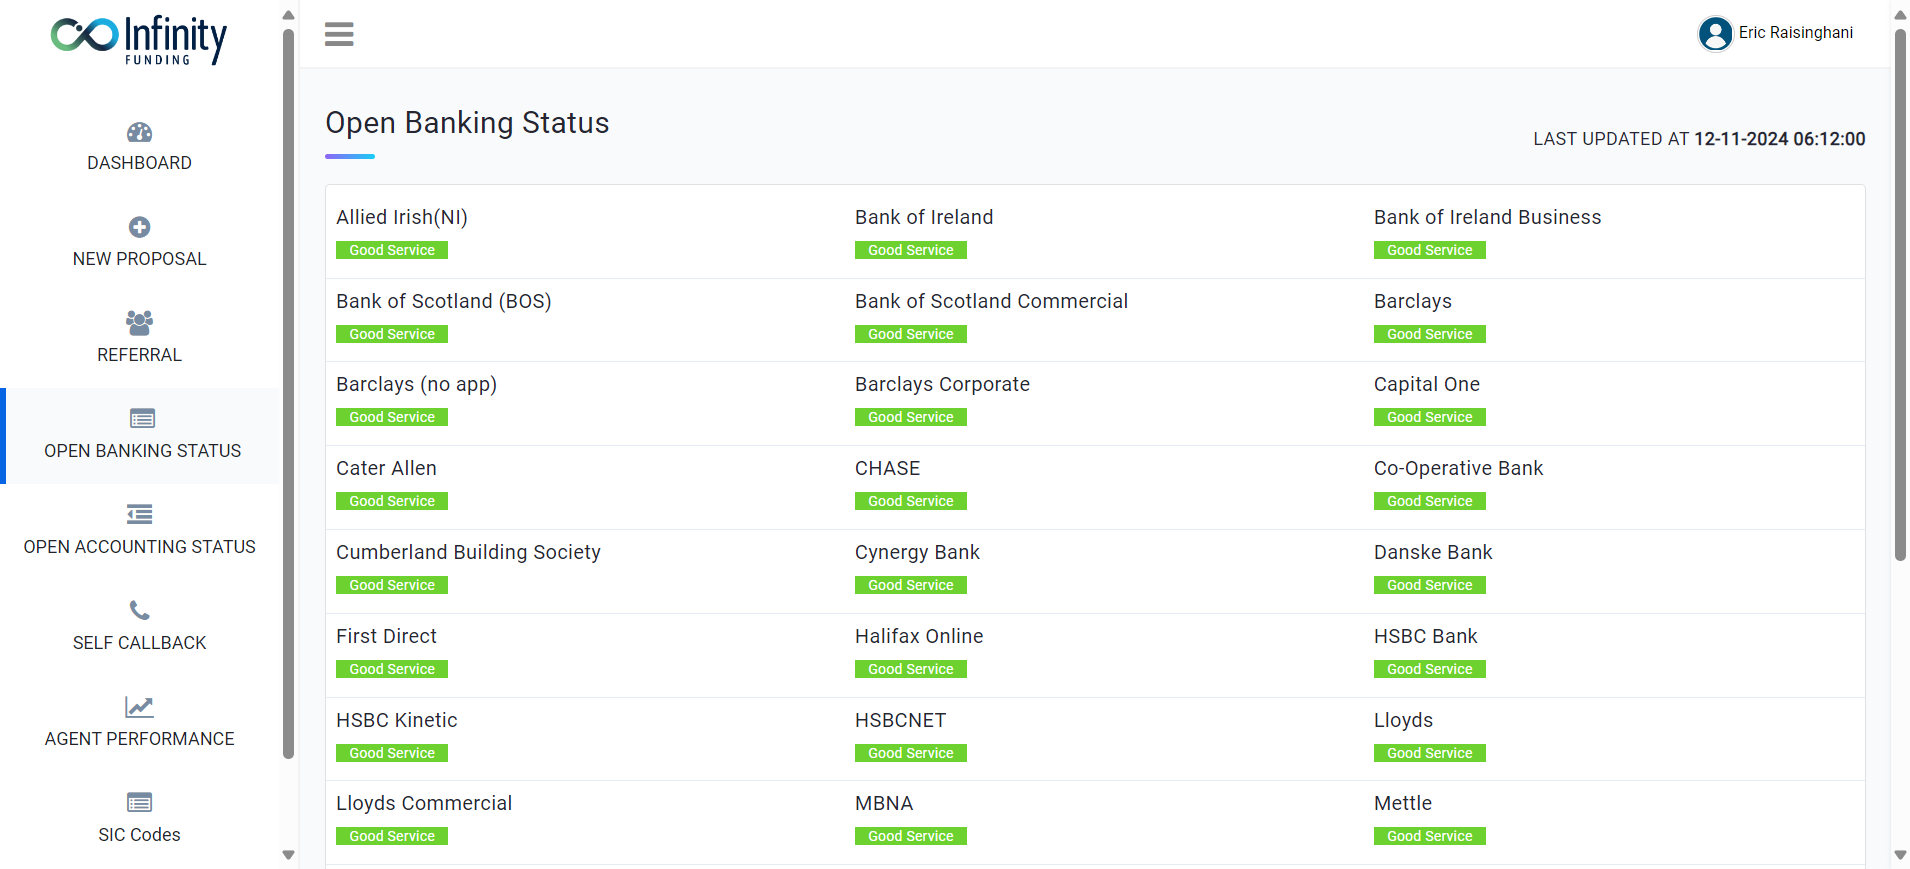 Infinity
FUNDING
Eric Raisinghani
DASHBOARD
NEW PROPOSAL
REFERRAL
OPEN BANKING STATUS
OPEN ACCOUNTING STATUS
SELF CALLBACK
AGENT PERFORMANCE
SIC Codes
Open Banking Status
LAST UPDATED AT 12-11-2024 06:12:00
Allied Irish(NI)
Good Service
Bank of Ireland
Good Service
Bank of Ireland Business
Good Service
Bank of Scotland (BOS)
Good Service
Bank of Scotland Commercial
Good Service
Barclays
Good Service
Barclays (no app)
Good Service
Barclays Corporate
Good Service
Capital One
Good Service
Cater Allen
Good Service
CHASE
Good Service
Co-Operative Bank
Good Service
Cumberland Building Society
Good Service
Cynergy Bank
Good Service
Danske Bank
Good Service
First Direct
Good Service
Halifax Online
Good Service
HSBC Bank
Good Service
HSBC Kinetic
Good Service
HSBCNET
Good Service
Lloyds
Good Service
Lloyds Commercial
Good Service
MBNA
Good Service
Mettle
Good Service